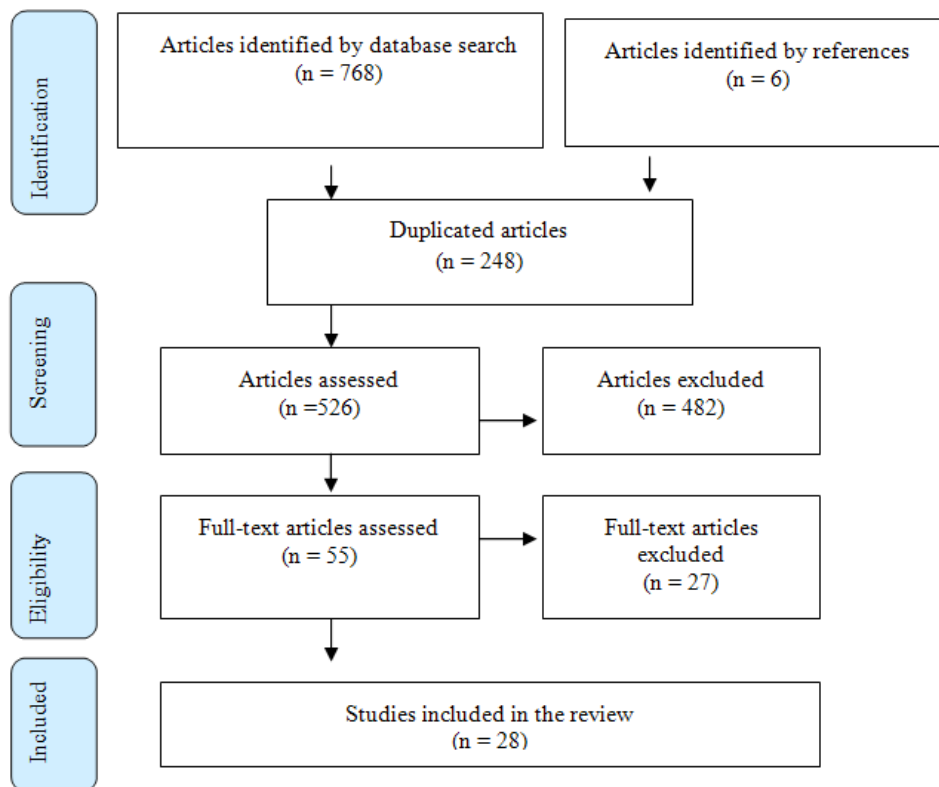 Identification
Articles identified by database search
(n = 768)
Articles identified by references
(n = 6)
Duplicated articles
(n = 248)
Screening
Articles assessed
(n =526)
Articles excluded
(n = 482)
Eligibility
Full-text articles assessed
(n = 55)
Full-text articles
excluded
(n = 27)
Included
Studies included in the review
(n = 28)